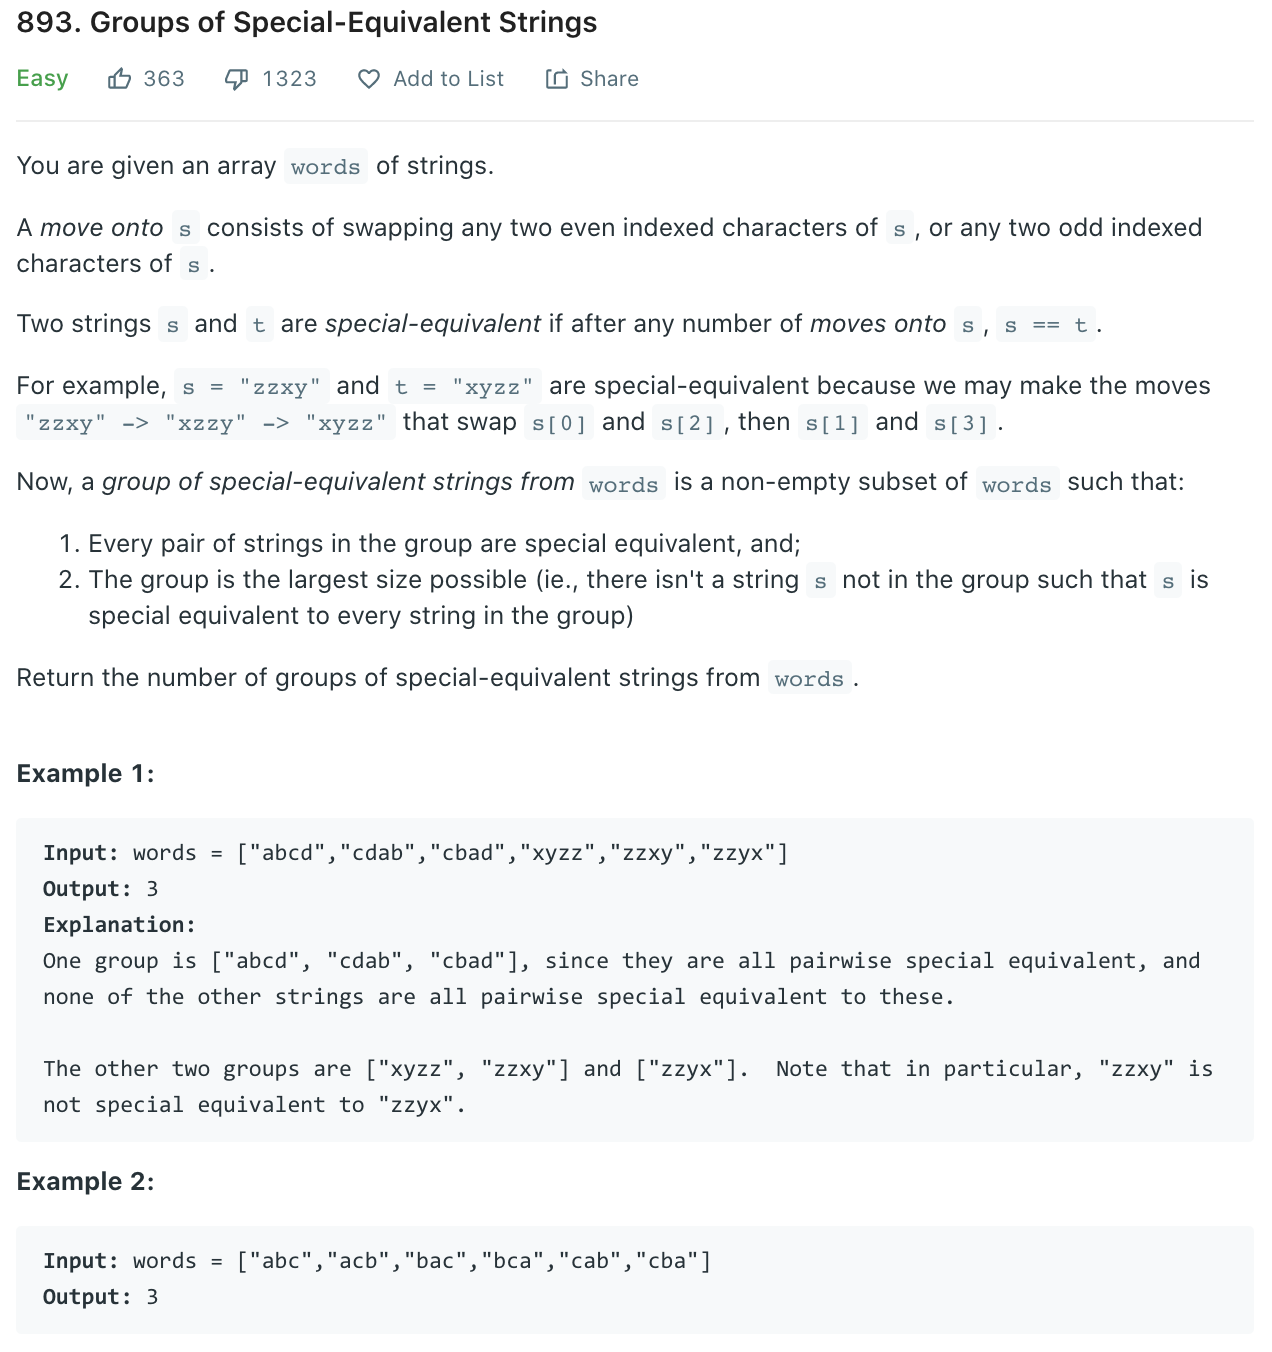 893. Groups of Special-Equivalent Strings
Easy 363 1323 Add to List Share
You are given an array words of strings.
A move onto s consists of swapping any two even indexed characters of s, or any two odd indexed
characters of s.
Two strings s and t are special-equivalent if after any number of moves onto s, s == t.
For example, s = "zzxy" and t = "xyzz" are special-equivalent because we may make the moves
"zzxy" -> "xzzy" -> "xyzz" that swap s[0] and s[2], then s[1] and s[3].
Now, a group of special-equivalent strings from words is a non-empty subset of words such that:
1. Every pair of strings in the group are special equivalent, and;
2. The group is the largest size possible (ie., there isn't a string s not in the group such that s is
special equivalent to every string in the group)
Return the number of groups of special-equivalent strings from words.
Example 1:
Input: words = ["abcd","cdab","cbad","xyzz","zzxy","zzyx"]
Output: 3
Explanation:
One group is ["abcd", "cdab", "cbad"], since they are all pairwise special equivalent, and
none of the other strings are all pairwise special equivalent to these.
The other two groups are ["xyzz", "zzxy"] and ["zzyx"].  Note that in particular, "zzxy" is
not special equivalent to "zzyx".
Example 2:
Input: words = ["abc","acb","bac","bca","cab","cba"]
Output: 3